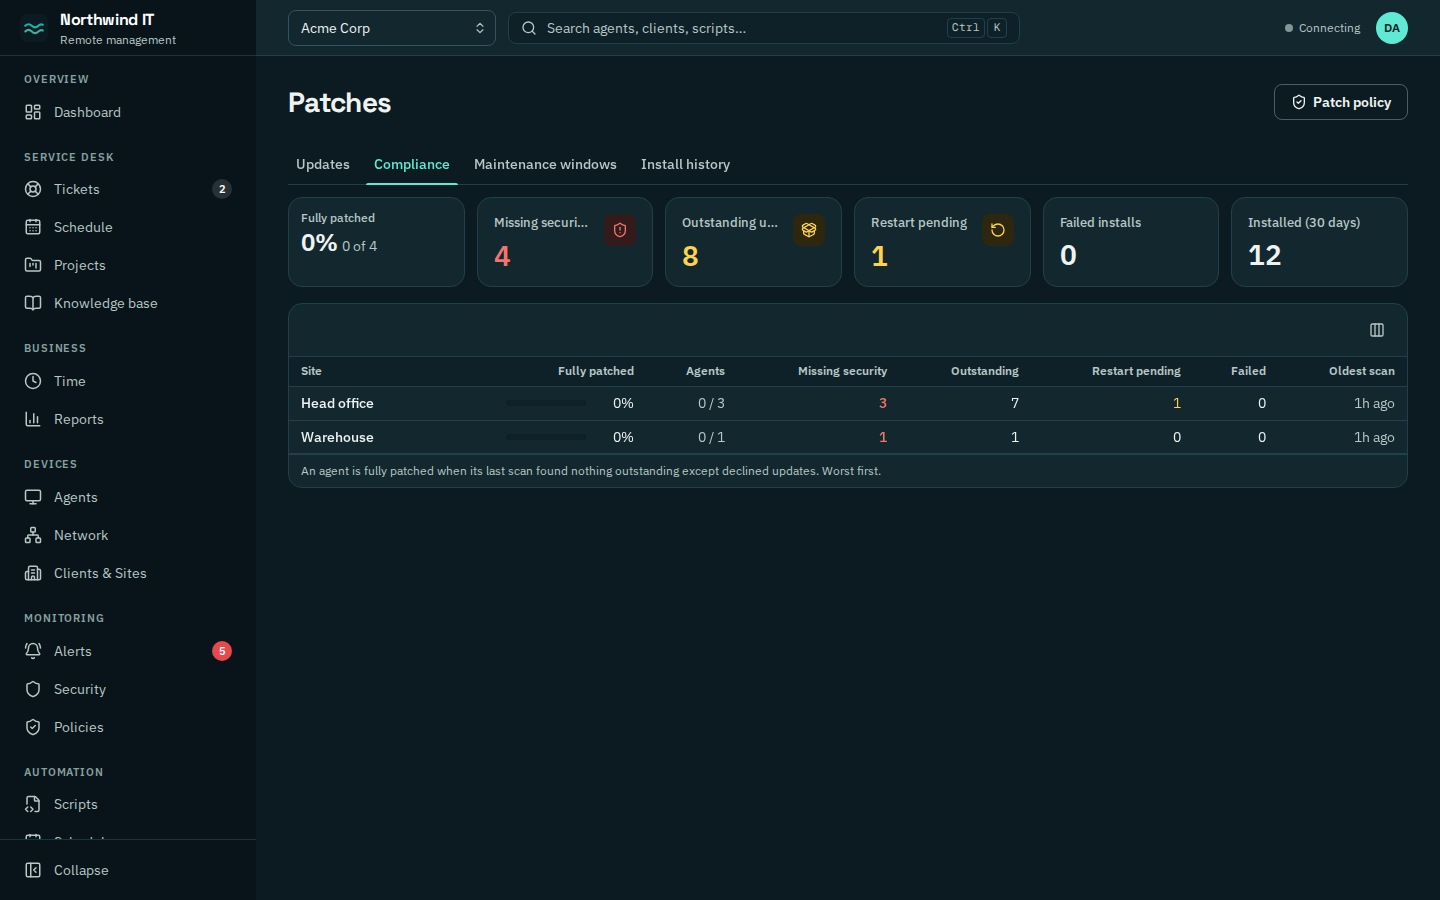 Northwind IT
Remote management
Acme Corp
Search agents, clients, scripts...
Ctrl K
Connecting
DA
OVERVIEW
Dashboard
SERVICE DESK
Tickets 2
Schedule
Projects
Knowledge base
BUSINESS
Time
Reports
DEVICES
Agents
Network
Clients & Sites
MONITORING
Alerts 5
Security
Policies
AUTOMATION
Scripts
Collapse
Patches
Patch policy
Updates Compliance Maintenance windows Install history
Fully patched
0% 0 of 4
Missing securi...
4
Outstanding u...
8
Restart pending
1
Failed installs
0
Installed (30 days)
12
Site Fully patched Agents Missing security Outstanding Restart pending Failed Oldest scan
Head office 0% 0 / 3 3 7 1 0 1h ago
Warehouse 0% 0 / 1 1 1 0 0 1h ago
An agent is fully patched when its last scan found nothing outstanding except declined updates. Worst first.